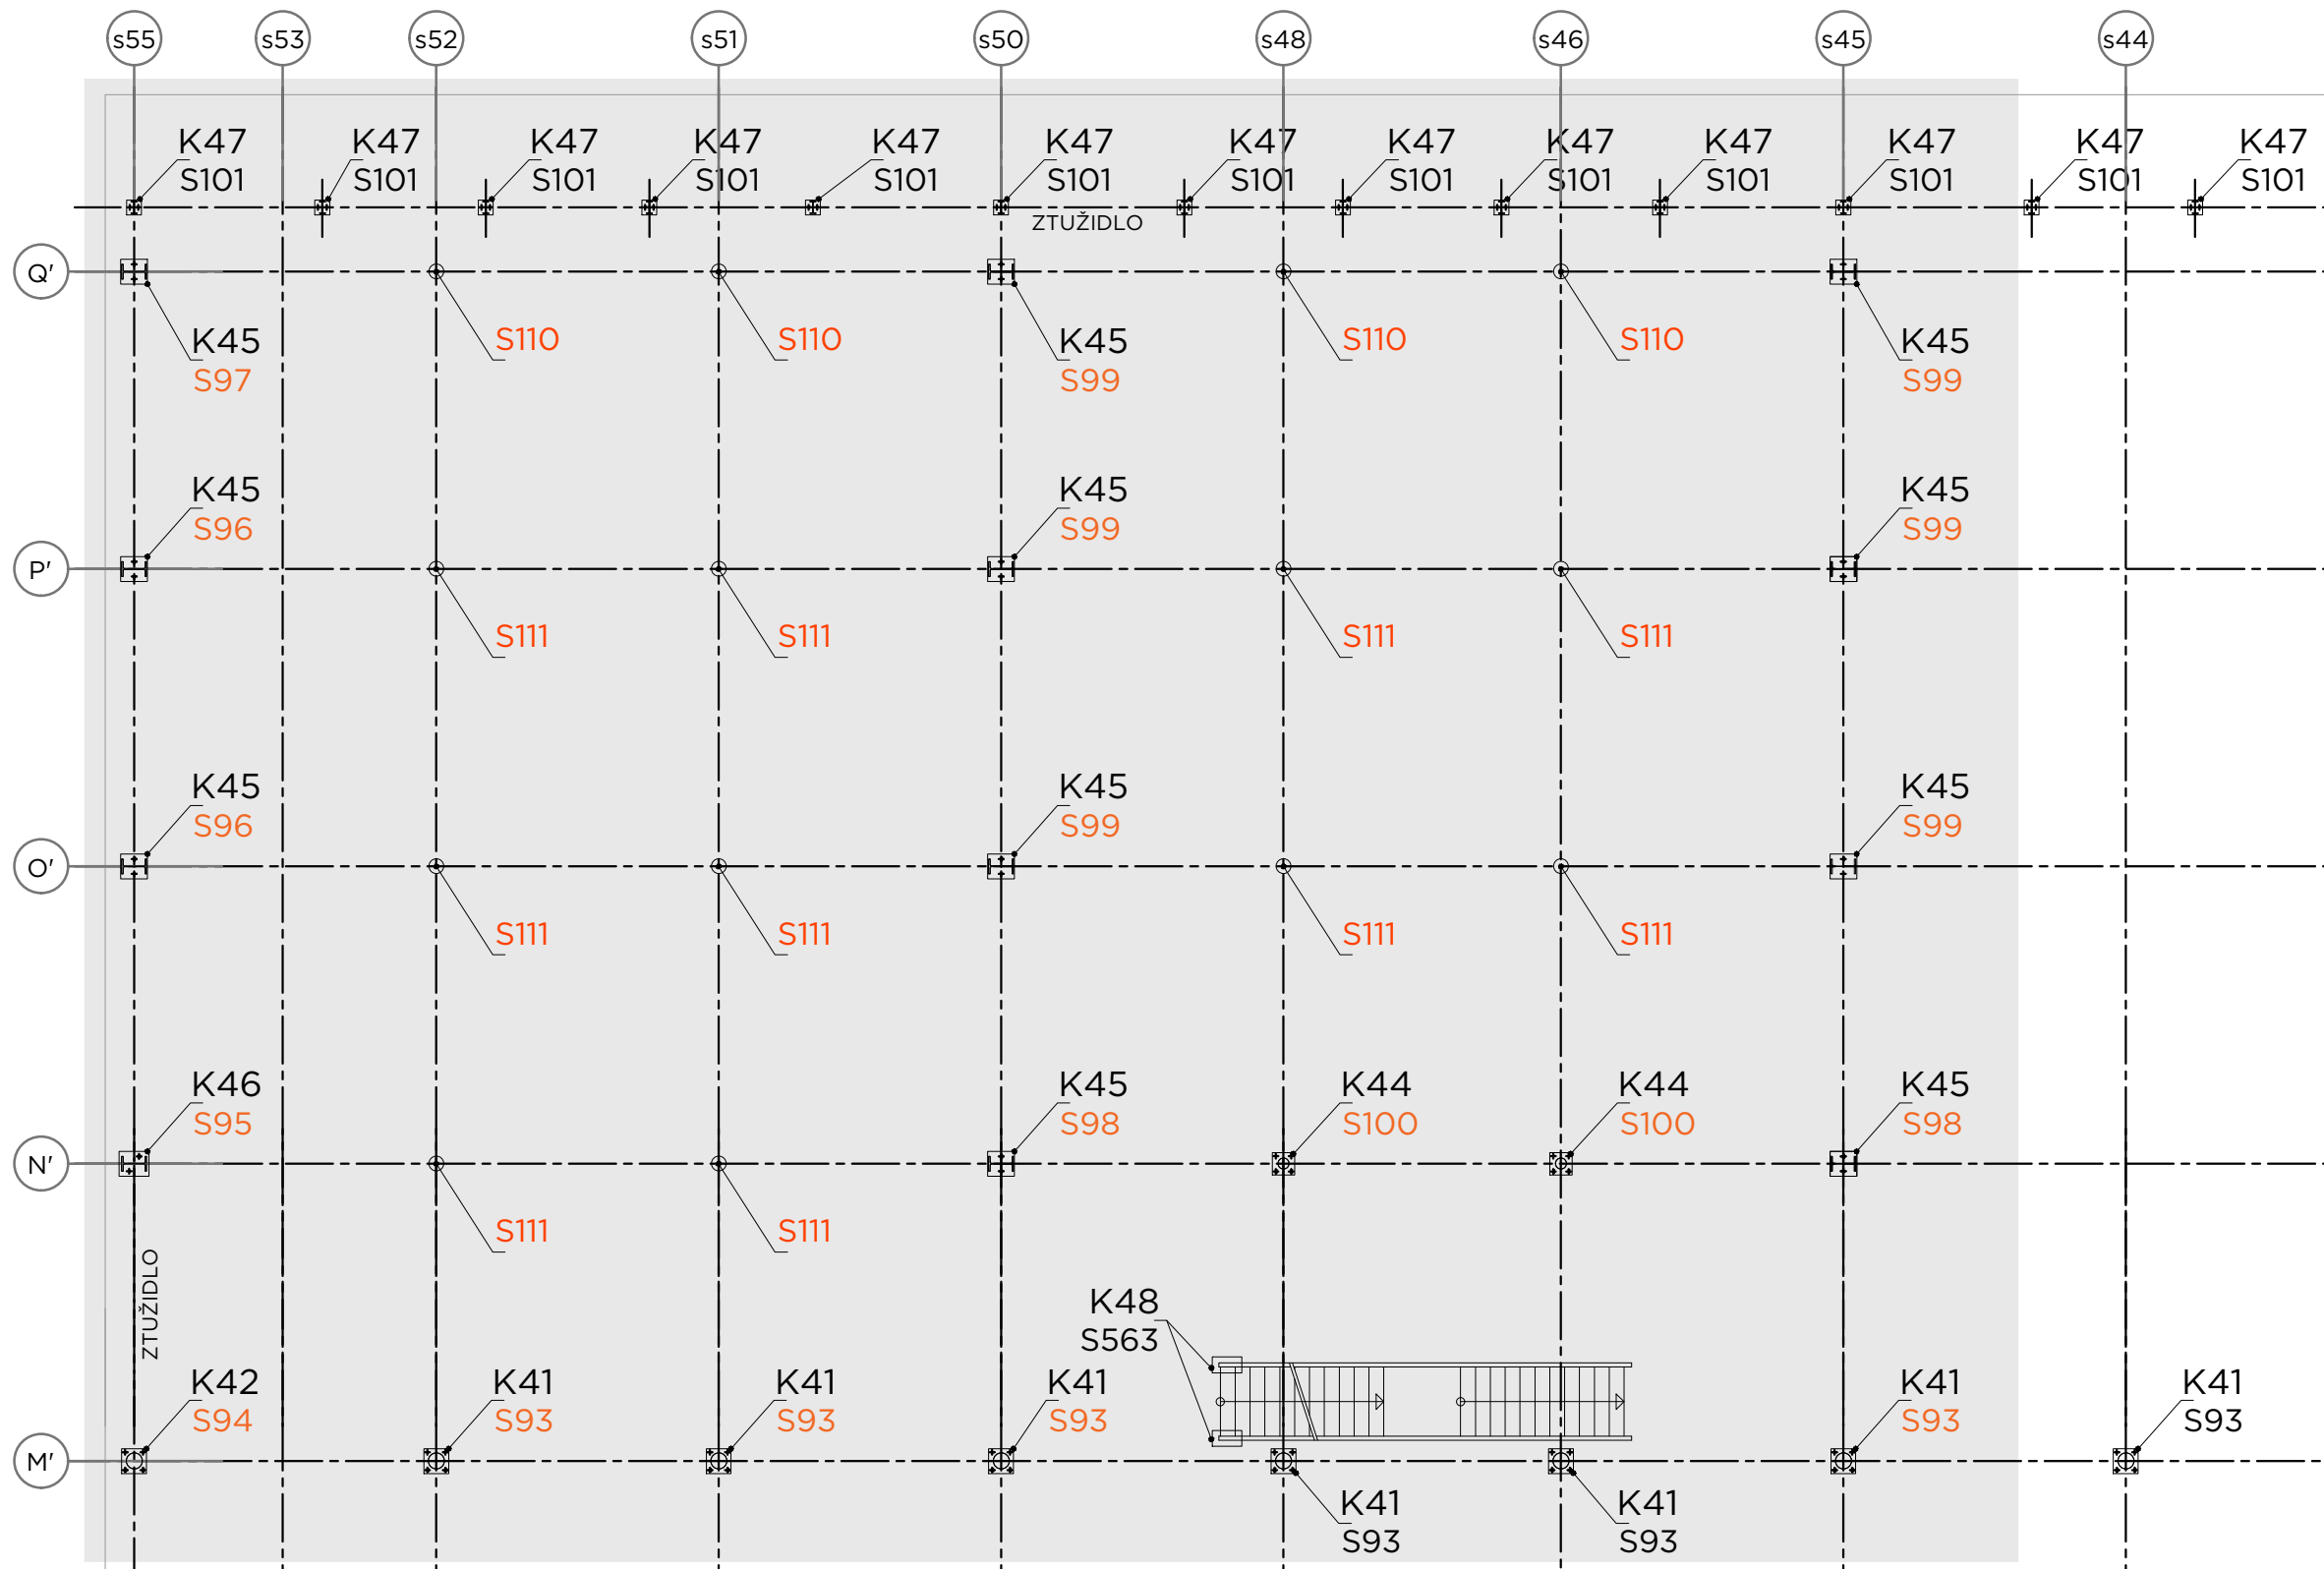 s55 s53 s52 s51 s50 s48 s46 s45 s44
K47 K47 K47 K47 K47 K47 K47 K47 K47 K47 K47 K47 K47
S101 S101 S101 S101 S101 S101 S101 S101 S101 S101 S101 S101 S101
ZTUŽIDLO
Q'
S110 S110 S110 S110
K45 K45 K45
S97 S99 S99
K45 K45 K45
S96 S99 S99
P'
S111 S111 S111 S111
K45 K45 K45
S96 S99 S99
O'
S111 S111 S111 S111
K46 K45 K44 K44 K45
S95 S98 S100 S100 S98
N'
S111 S111
ZTUŽIDLO
K48
S563
K42 K41 K41 K41 K41 K41
S94 S93 S93 S93 S93 S93
M'
K41 K41
S93 S93